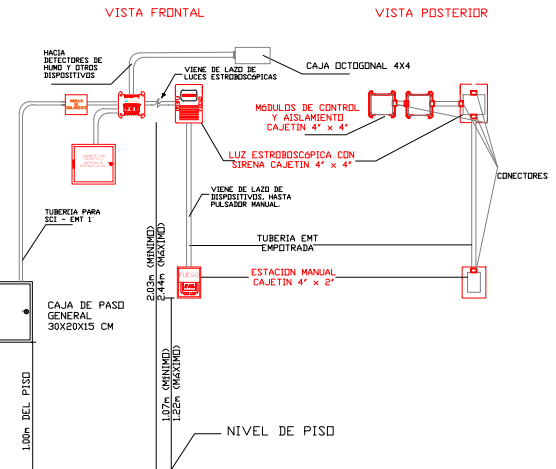 VISTA FRONTAL
VISTA POSTERIOR
HACIA
DETECTORES DE
HUMO Y OTROS
DISPOSITIVOS
VIENE DE LAZO DE
LUCES ESTROBOSCóPICAS
CAJA OCTOGONAL 4X4
MóDULOS DE CONTROL
Y AISLAMIENTO
CAJETIN 4" x 4"
LUZ ESTROBOSCóPICA CON
SIRENA CAJETIN 4" x 4"
CONECTORES
VIENE DE LAZO DE
DISPOSITIVOS, HASTA
PULSADOR MANUAL.
TUBERIA PARA
SCI - EMT 1"
TUBERIA EMT
EMPOTRADA
FUEGO
ESTACION MANUAL
CAJETIN 4" x 2"
2.03m (MíNIMO)
2.44m (MáXIMO)
CAJA DE PASO
GENERAL
30X20X15 CM
1.07m (MíNIMO)
1.22m (MáXIMO)
1.00m DEL PISO
NIVEL DE PISO